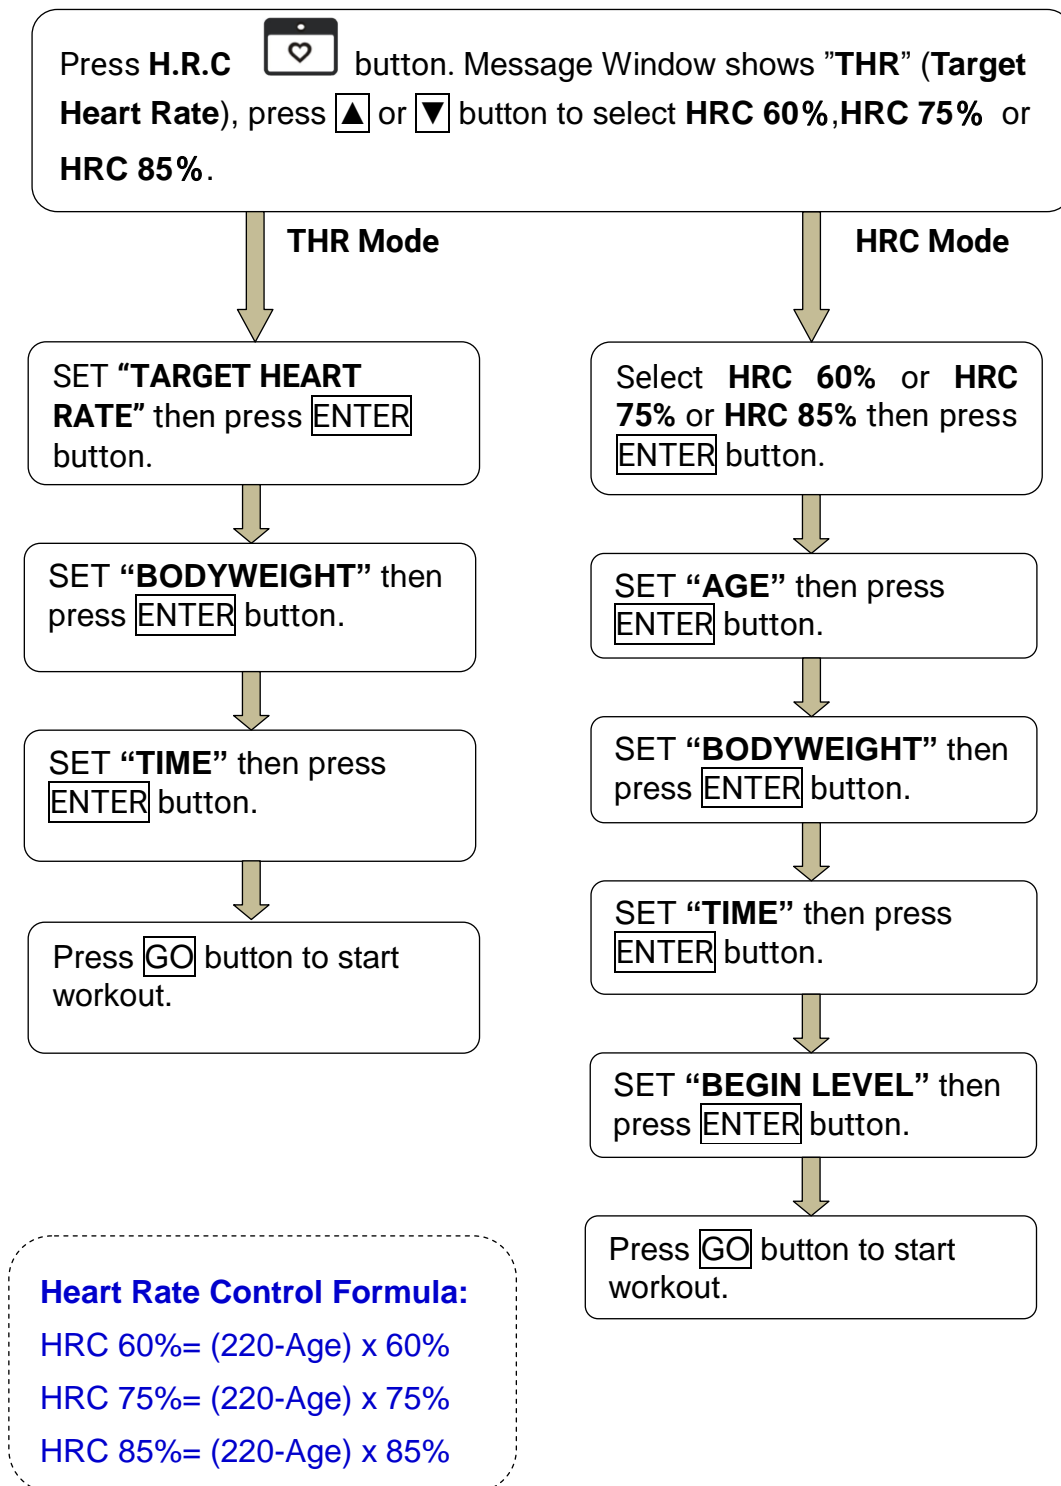 Press H.R.C button. Message Window shows ”THR” (Target
Heart Rate), press ▲ or ▼ button to select HRC 60%,HRC 75% or
HRC 85%.
THR Mode
SET “TARGET HEART
RATE” then press ENTER
button.
SET “BODYWEIGHT” then
press ENTER button.
SET “TIME” then press
ENTER button.
Press GO button to start
workout.
HRC Mode
Select HRC 60% or HRC
75% or HRC 85% then press
ENTER button.
SET “AGE” then press
ENTER button.
SET “BODYWEIGHT” then
press ENTER button.
SET “TIME” then press
ENTER button.
SET “BEGIN LEVEL” then
press ENTER button.
Press GO button to start
workout.
Heart Rate Control Formula:
HRC 60%= (220-Age) x 60%
HRC 75%= (220-Age) x 75%
HRC 85%= (220-Age) x 85%